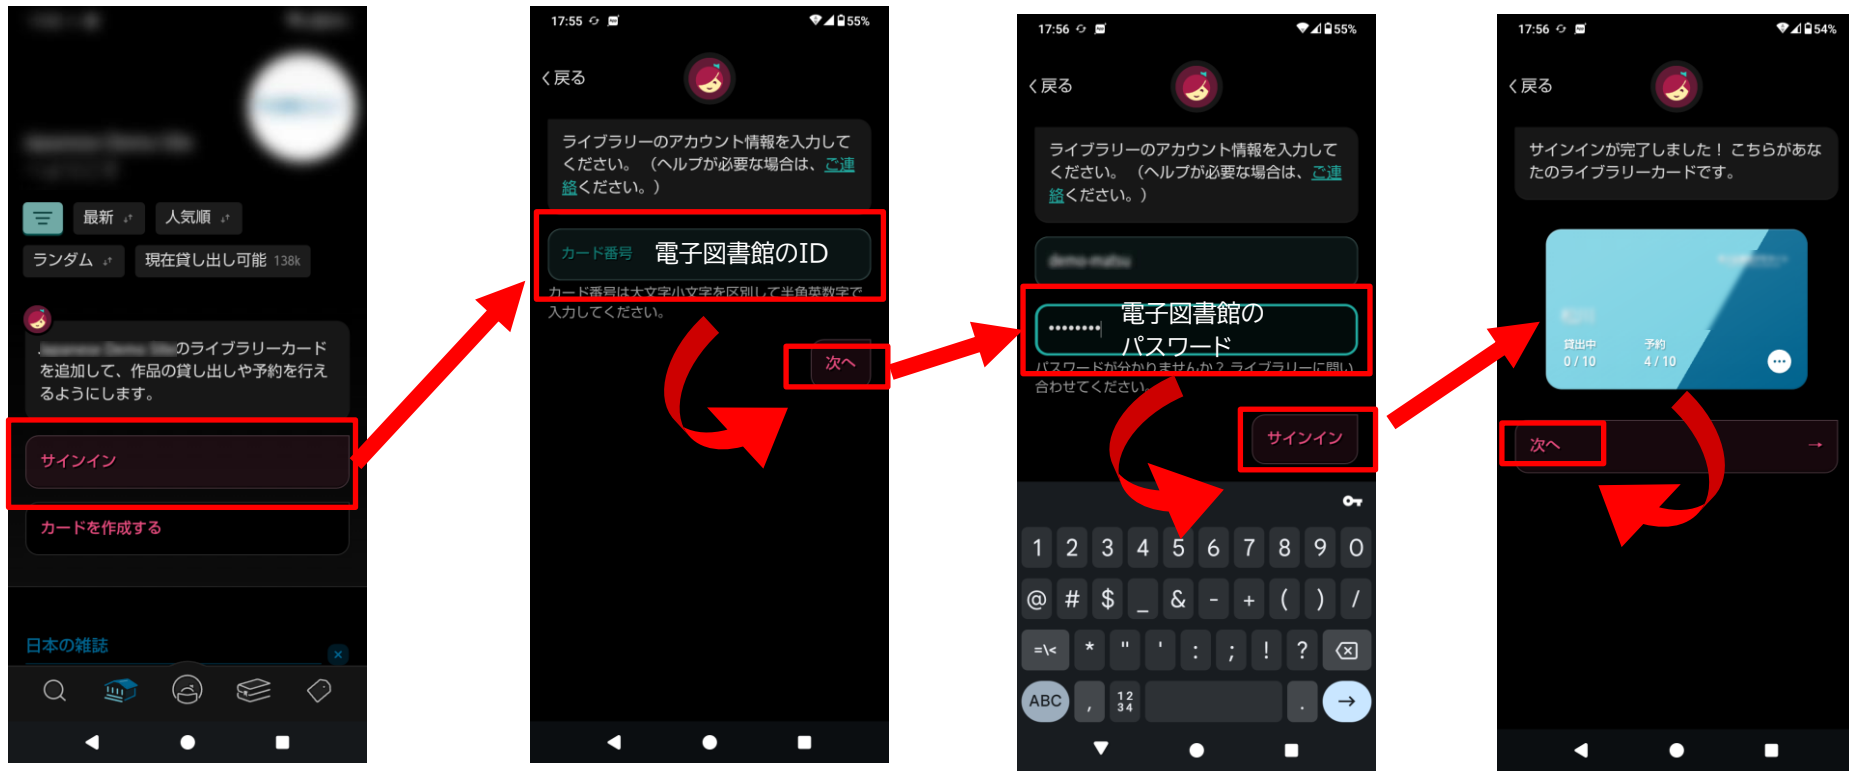 最新 ↓↑
人気順 ↓↑
ランダム ↓↑
現在貸し出し可能 138k
のライブラリーカード
を追加して、作品の貸し出しや予約を行え
るようにします。
サインイン
カードを作成する
日本の雑誌
17:55
55%
戻る
ライブラリーのアカウント情報を入力して
ください。（ヘルプが必要な場合は、ご連
絡ください。）
カード番号
電子図書館のID
カード番号は大文字小文字を区別して半角英数字で
入力してください。
次へ
17:56
55%
戻る
ライブラリーのアカウント情報を入力して
ください。（ヘルプが必要な場合は、ご連
絡ください。）
••••••••
電子図書館の
パスワード
パスワードが分かりませんか？ライブラリーに問い
合わせてください。
サインイン
1 2 3 4 5 6 7 8 9 0
@ # $ _ & - + ( ) /
=\< * " ' : ; ! ?
ABC , 12 34 . →
17:56
54%
戻る
サインインが完了しました！こちらがあな
たのライブラリーカードです。
貸出中 予約
0 / 10 4 / 10
次へ →